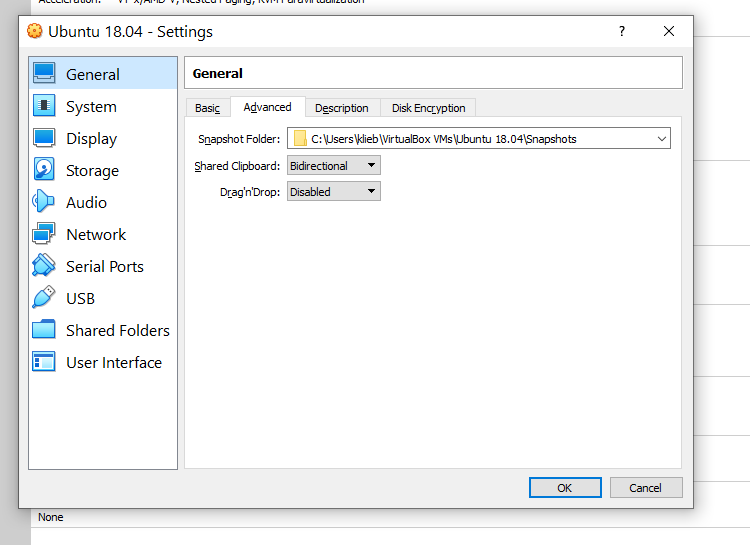 Acceleration: VT-x/AMD-V, Nested Paging, KVM Paravirtualization
Ubuntu 18.04 - Settings
?
General
System
Display
Storage
Audio
Network
Serial Ports
USB
Shared Folders
User Interface
General
Basic
Advanced
Description
Disk Encryption
Snapshot Folder: C:\Users\klieb\VirtualBox VMs\Ubuntu 18.04\Snapshots
Shared Clipboard: Bidirectional
Drag'n'Drop: Disabled
OK
Cancel
None